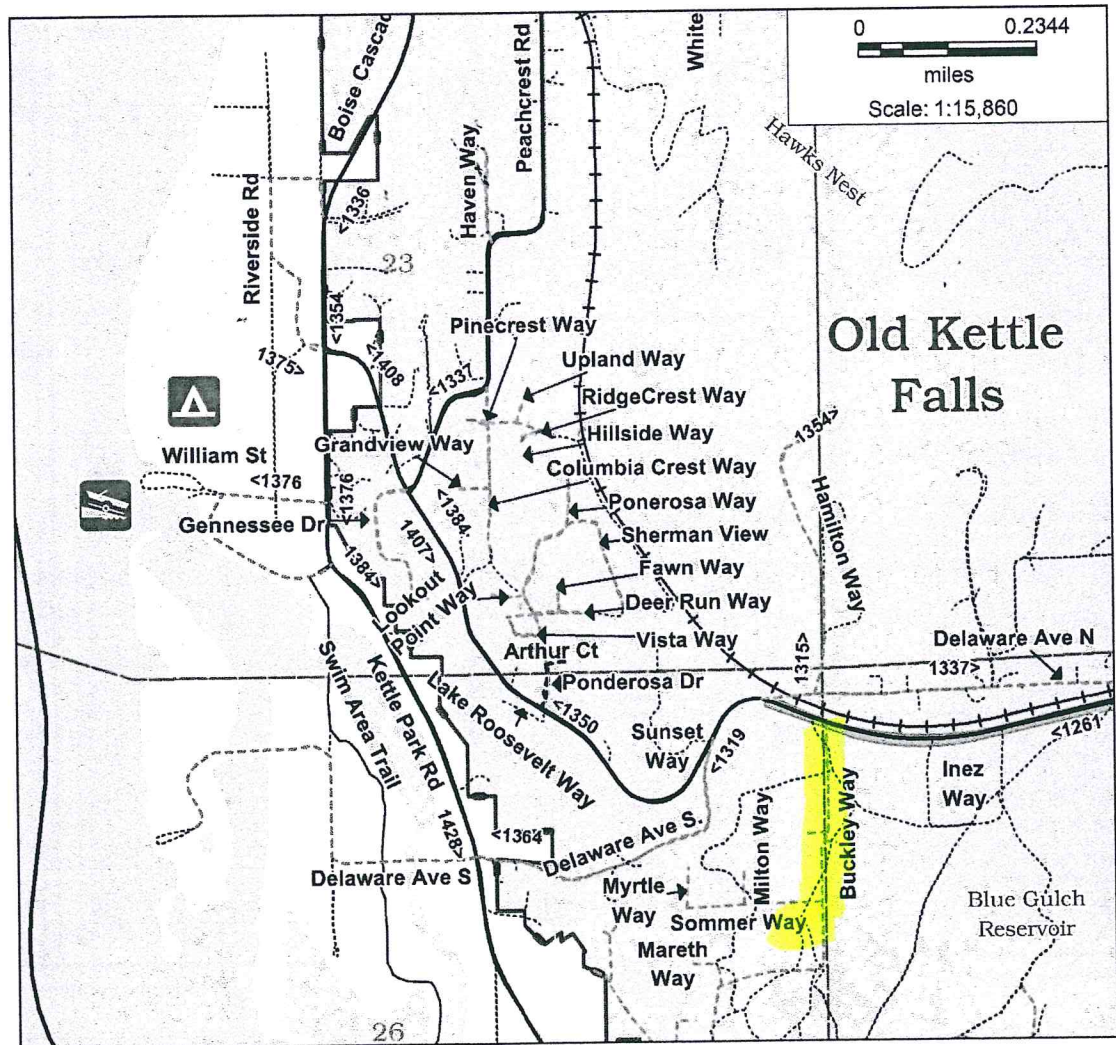 0 0.2344
miles
Scale: 1:15,860
Boise Cascad
Peachcrest Rd
White
Hawks Nest
Haven Way
Riverside Rd
<1336
23
<1354
Pinecrest Way
Old Kettle
Falls
1375>
<1408
<1337
Upland Way
RidgeCrest Way
Grandview Way
Hillside Way
1354>
William St
<1376
<1376
Columbia Crest Way
<1384
Ponerosa Way
Hamilton Way
Gennessee Dr
1407>
Sherman View
1384>
Lookout
Point Way
Fawn Way
Deer Run Way
Vista Way
1315>
Delaware Ave N
Arthur Ct
1337>
Swim Area Trail
Kettle Park Rd
Lake Roosevelt Way
Ponderosa Dr
<1350
Sunset
Way
<1319
<1261
Inez
Way
1428>
<1364
Delaware Ave S.
Milton Way
Buckley Way
Delaware Ave S
Myrtle
Way
Sommer Way
Mareth
Way
Blue Gulch
Reservoir
26